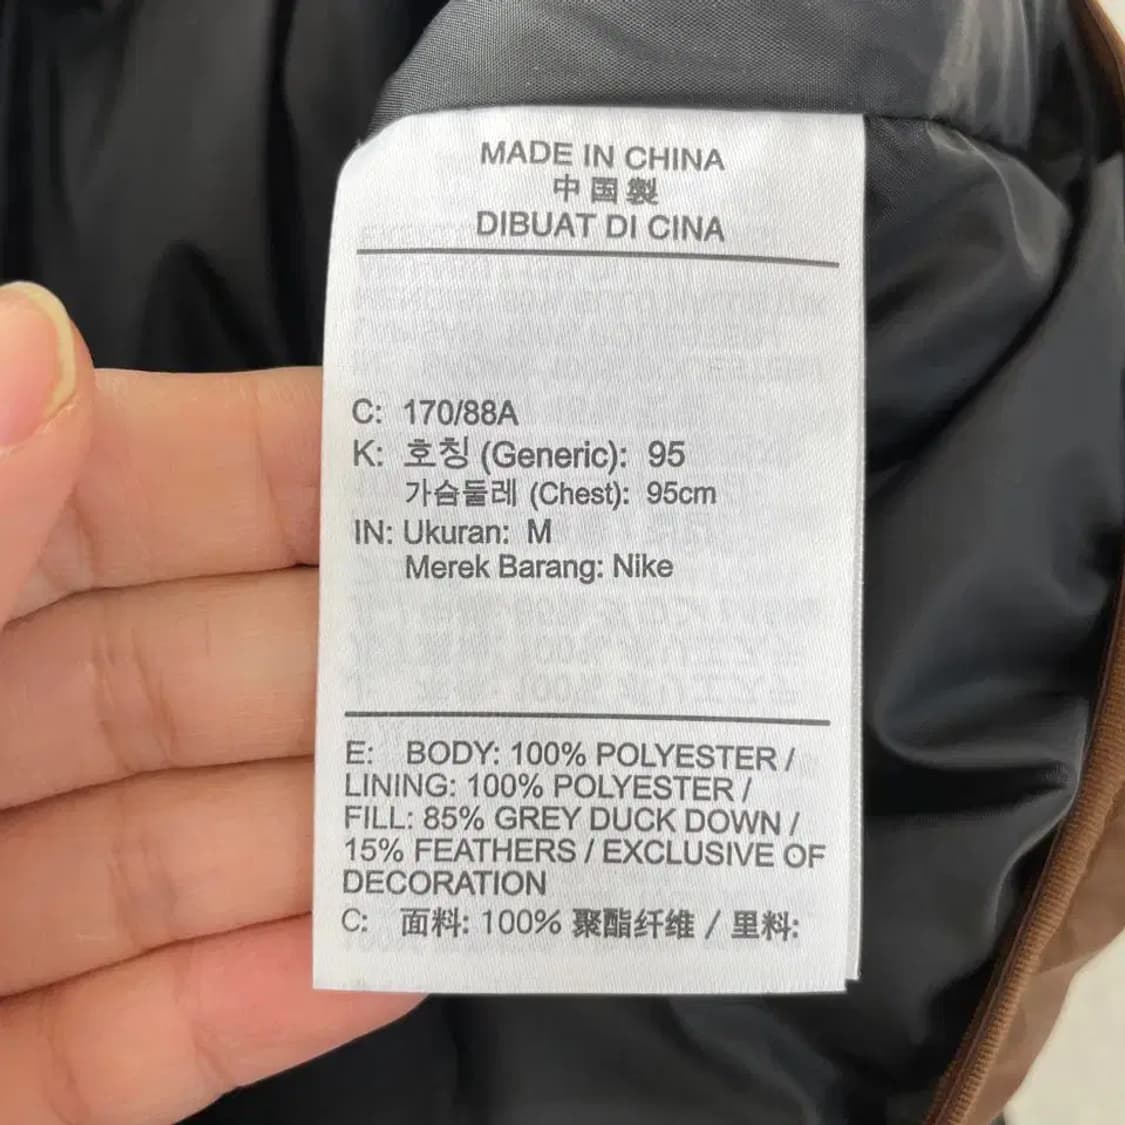 MADE IN CHINA
中国製
DIBUAT DI CINA
C: 170/88A
K: 호칭 (Generic): 95
가슴둘레 (Chest): 95cm
IN: Ukuran: M
Merek Barang: Nike
E: BODY: 100% POLYESTER /
LINING: 100% POLYESTER /
FILL: 85% GREY DUCK DOWN /
15% FEATHERS / EXCLUSIVE OF
DECORATION
C: 面料: 100% 聚酯纤维 / 里料: